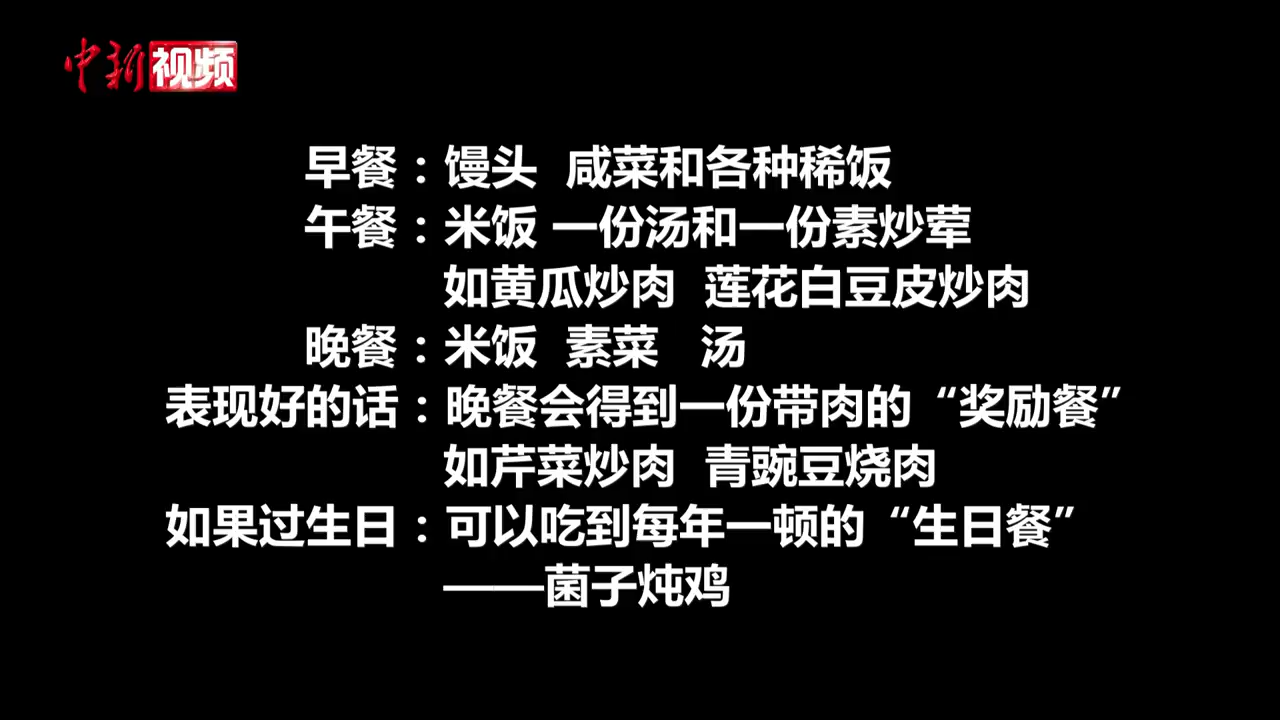 中新视频
早餐：馒头 咸菜和各种稀饭
午餐：米饭 一份汤和一份素炒荤
如黄瓜炒肉 莲花白豆皮炒肉
晚餐：米饭 素菜 汤
表现好的话：晚餐会得到一份带肉的“奖励餐”
如芹菜炒肉 青豌豆烧肉
如果过生日：可以吃到每年一顿的“生日餐”
——菌子炖鸡